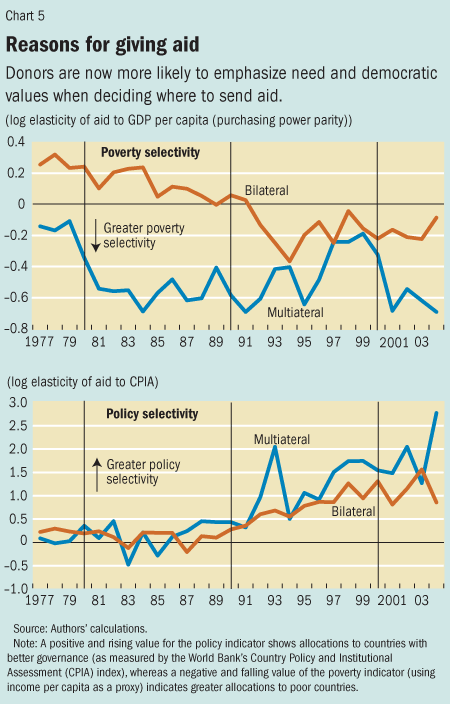 Chart 5
Reasons for giving aid
Donors are now more likely to emphasize need and democratic
values when deciding where to send aid.
(log elasticity of aid to GDP per capita (purchasing power parity))
0.4
Poverty selectivity
0.2
Bilateral
0
Greater poverty
selectivity
–0.2
–0.4
–0.6
Multiateral
–0.8
1977 79 81 83 85 87 89 91 93 95 97 99 2001 03
(log elasticity of aid to CPIA)
3.0
Policy selectivity
2.5
Multiateral
2.0
Greater policy
selectivity
1.5
1.0
Bilateral
0.5
0
–0.5
–1.0
1977 79 81 83 85 87 89 91 93 95 97 99 2001 03
Source: Authors' calculations.
Note: A positive and rising value for the policy indicator shows allocations to countries with
better governance (as measured by the World Bank's Country Policy and Institutional
Assessment (CPIA) index), whereas a negative and falling value of the poverty indicator (using
income per capita as a proxy) indicates greater allocations to poor countries.